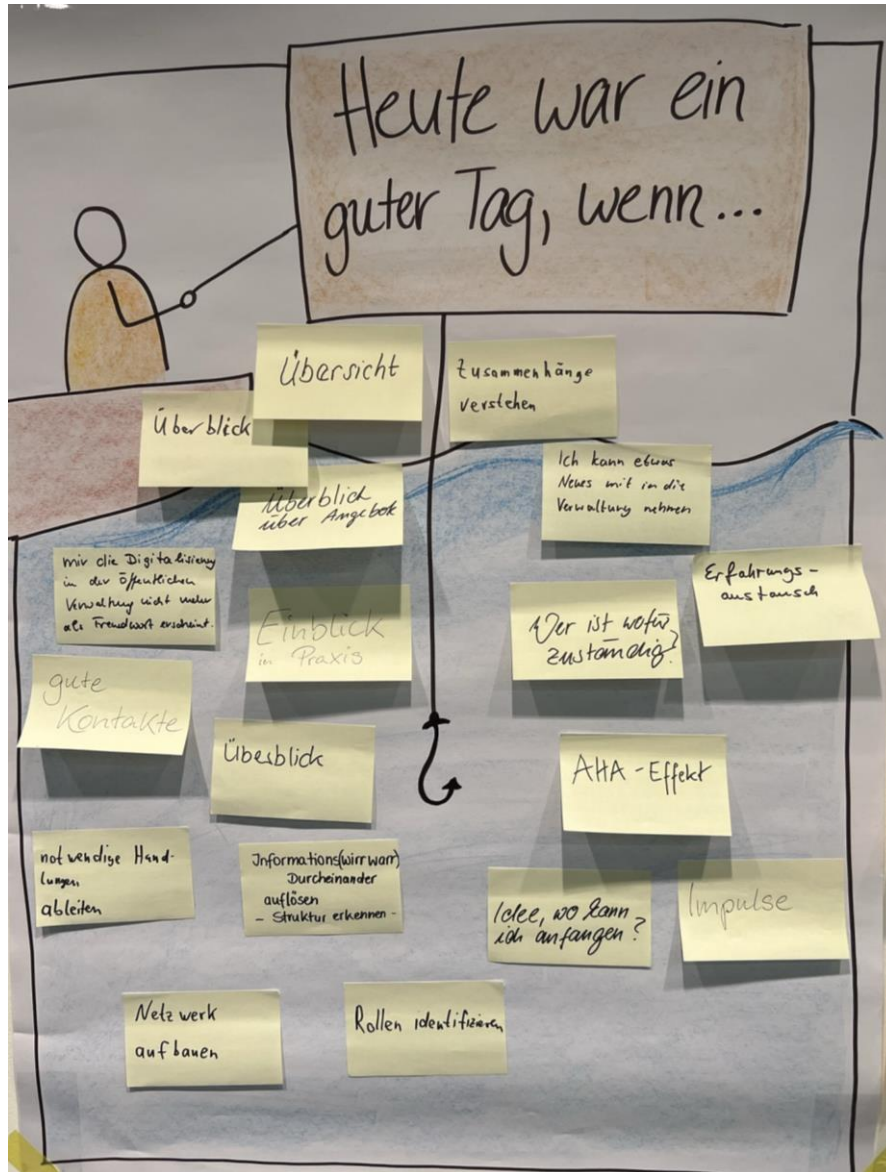 Heute war ein
guter Tag, wenn...
Übersicht
Zusammenhänge
verstehen
Überblick
Überblick
über Angebote
Ich kann etwas
Neues mit in die
Verwaltung nehmen
mir die Digitalisierung
in der öffentlichen
Verwaltung nicht mehr
als Fremdwort erscheint.
Einblick
in Praxis
Wer ist wofür
zuständig?
Erfahrungs-
austausch
gute
Kontakte
Überblick
AHA-Effekt
notwendige Hand-
lungen
ableiten
Informations(wirrwarr)
Durcheinander
auflösen
- Struktur erkennen -
Idee, wo kann
ich anfangen?
Impulse
Netzwerk
aufbauen
Rollen identifizieren